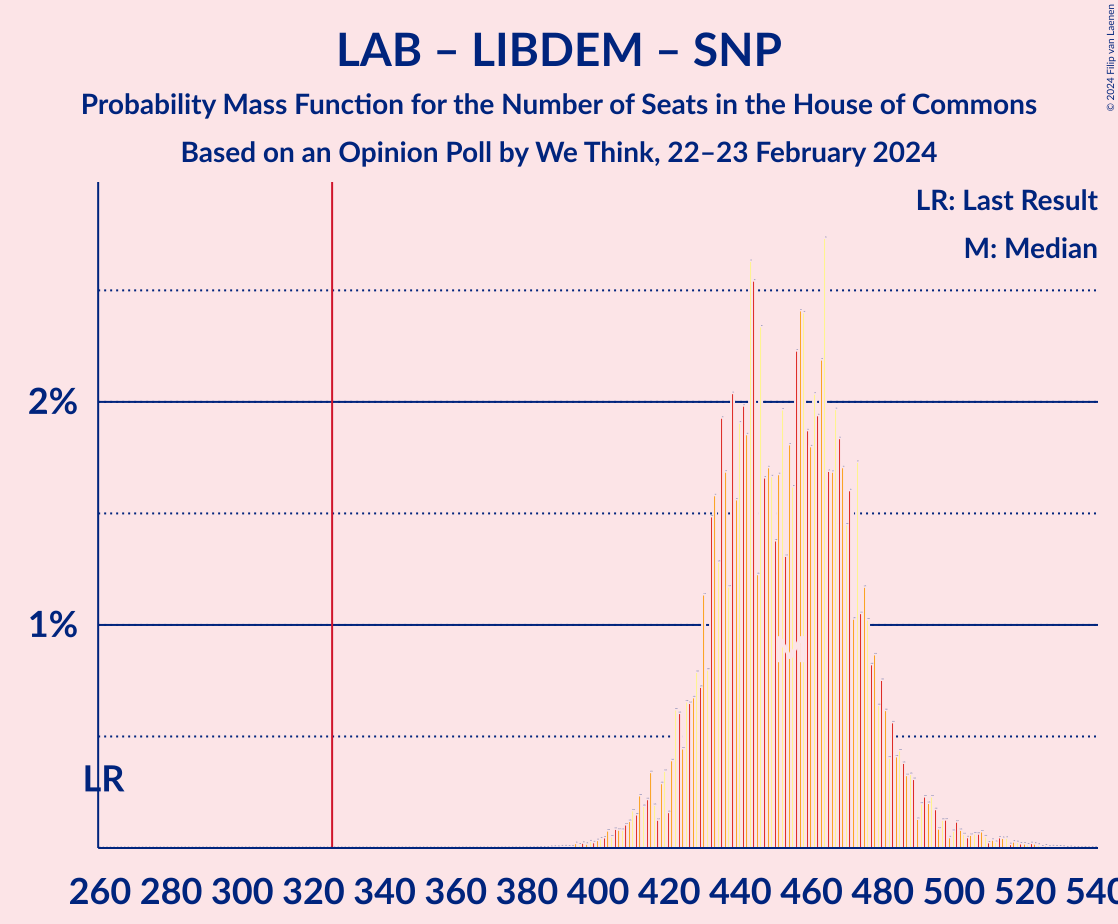 LAB – LIBDEM – SNP
Probability Mass Function for the Number of Seats in the House of Commons
Based on an Opinion Poll by We Think, 22–23 February 2024
© 2024 Filip van Laenen
LR: Last Result
M: Median
2%
1%
LR
M
260 280 300 320 340 360 380 400 420 440 460 480 500 520 540